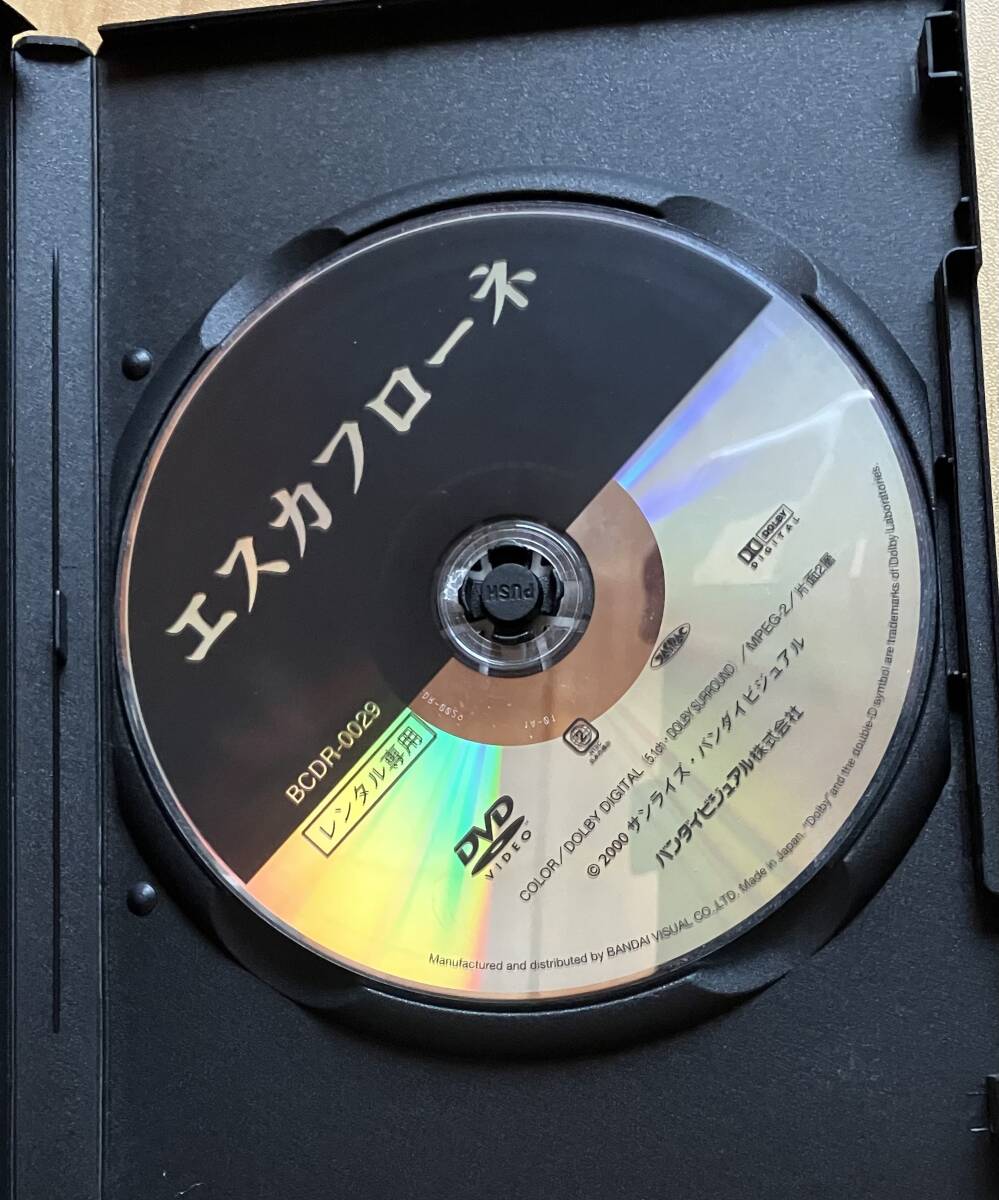 エスカフローネ
BCDR-0029
レンタル専用
PUSH
DVD
VIDEO
DOLBY
DIGITAL
JASRAC
2
COLOR/DOLBY DIGITAL (5.1ch・DOLBY SURROUND)/MPEG-2/片面2層
© 2000 サンライズ・バンダイビジュアル
バンダイビジュアル株式会社
Manufactured and distributed by BANDAI VISUAL CO.,LTD. Made in Japan. "Dolby" and the double-D symbol are trademarks of Dolby Laboratories.